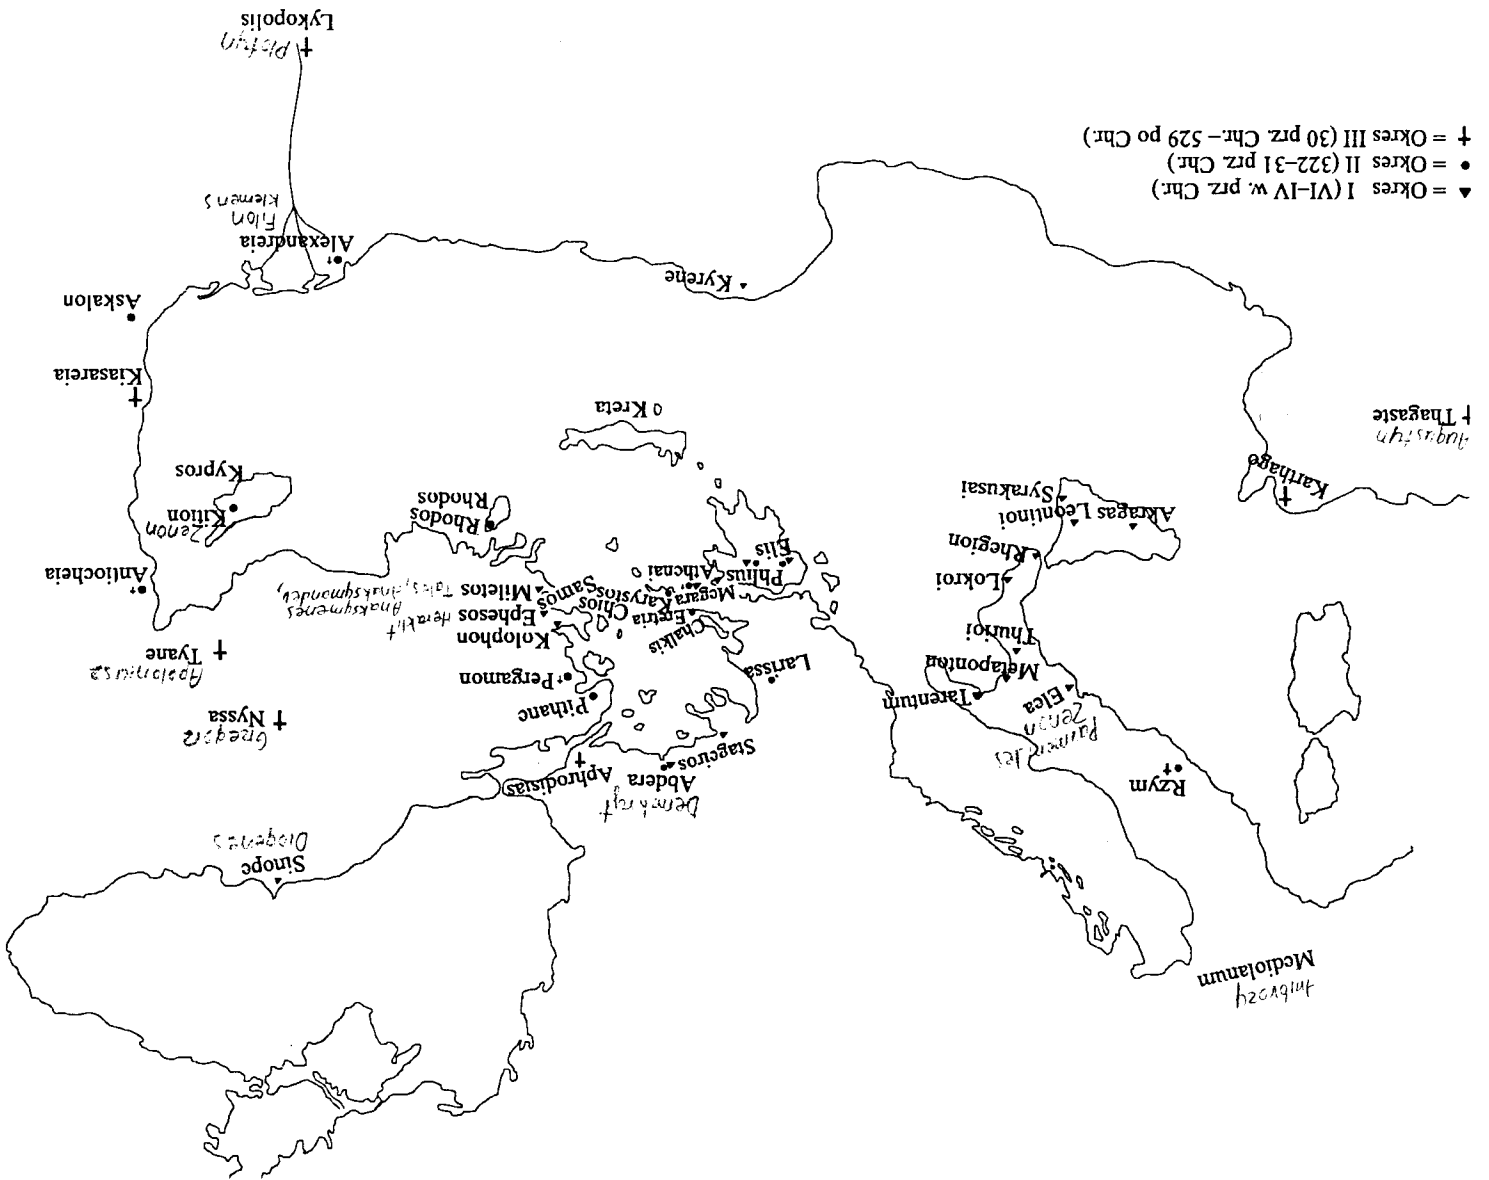 Ambrozy
Mediolanum
Rzym
Parmenides
Zenon
Elea
Tarentum
Metaponton
Thurioi
Lokroi
Rhegion
Akragas Leontinoi
Syrakusai
Karthago
Augustyn
Thagaste
Diogenes
Sinope
Demokryt
Abdera
Stageiros
Aphrodisias
Pithane
Pergamon
Larissa
Kolophon
Ephesos Heraklit
Miletos Tales, Anaksymander,
Anaksymenes
Samos
Chios
Chalkis
Eretria
Karystos
Megara
Athenai
Phlius
Elis
Grzegorz
Nyssa
Apoloniusz
Tyane
Antiocheia
Rhodos
Rhodos
Zenon
Kition
Kypros
Kreta
Kiasareia
Askalon
Kyrene
Alexandreia
Filon
Klemens
Plotyn
Lykopolis
▲ = Okres I (VI–IV w. prz. Chr.)
● = Okres II (322–31 prz. Chr.)
† = Okres III (30 prz. Chr. – 529 po Chr.)